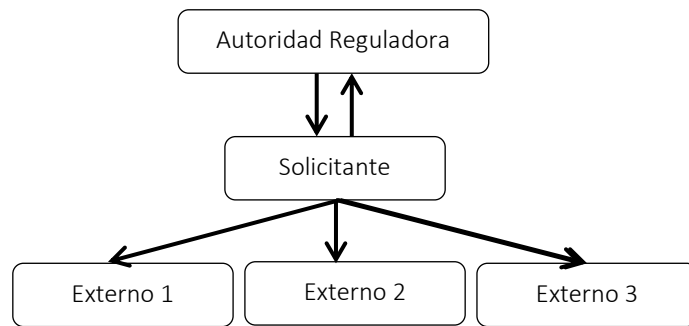 Autoridad Reguladora
Solicitante
Externo 1
Externo 2
Externo 3